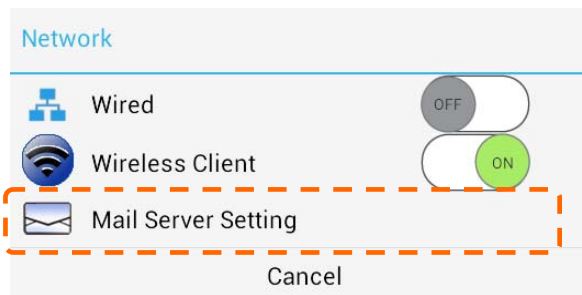 Network
Wired OFF
Wireless Client ON
Mail Server Setting
Cancel